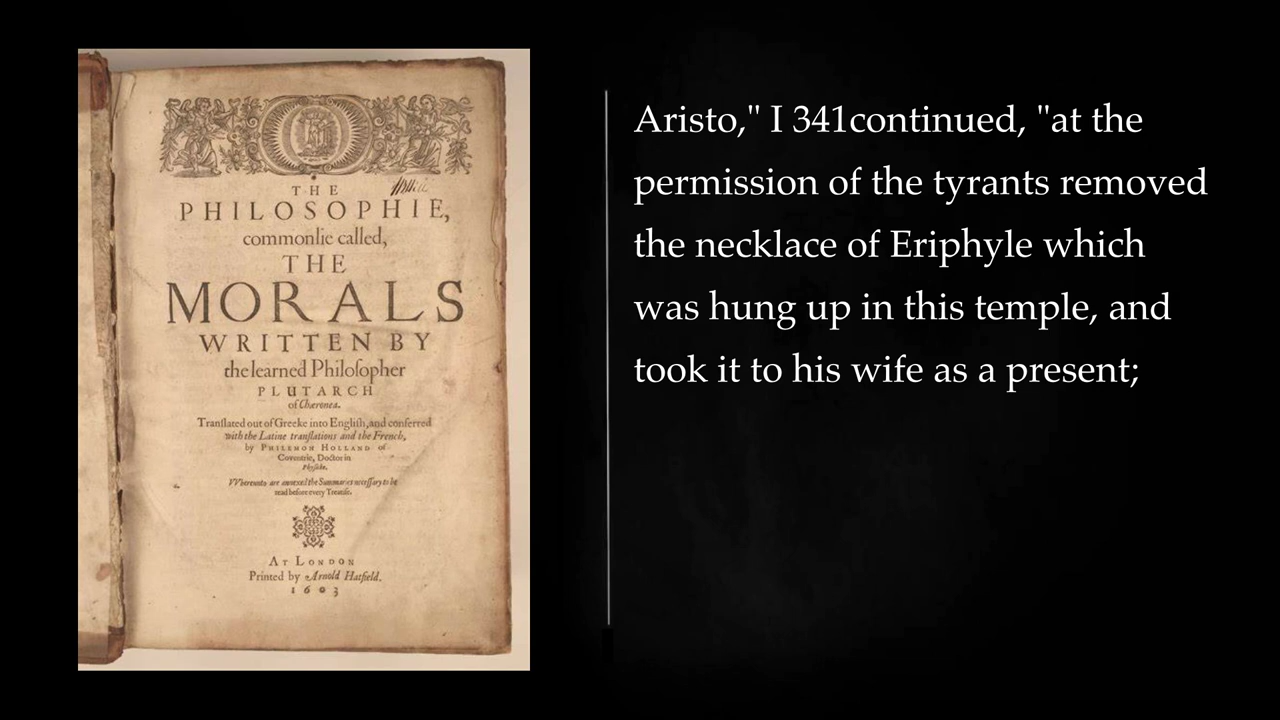 THE
PHILOSOPHIE,
commonlie called,
THE
MORALS
WRITTEN BY
the learned Philosopher
PLUTARCH
of Chæronea.
Translated out of Greeke into English, and conferred
with the Latine translations and the French,
by PHILEMON HOLLAND of
Coventrie, Doctor in
Physicke.
VVhereunto are annexed the Summaries necessary to be
read before every Treatise.
AT LONDON
Printed by Arnold Hatfield.
1603
Aristo," I 341continued, "at the
permission of the tyrants removed
the necklace of Eriphyle which
was hung up in this temple, and
took it to his wife as a present;